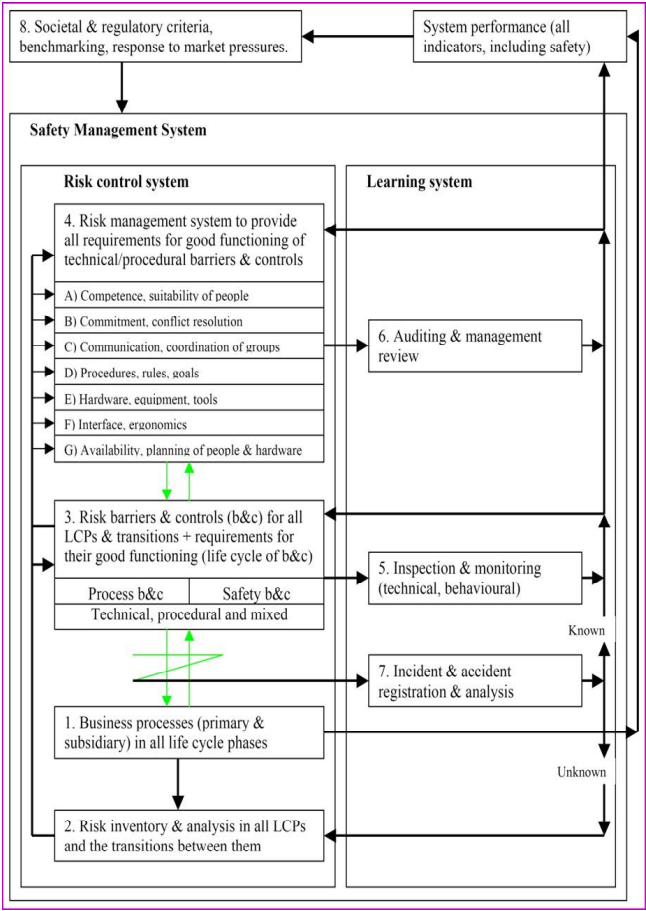 8. Societal & regulatory criteria,
benchmarking, response to market pressures.
System performance (all
indicators, including safety)
Safety Management System
Risk control system
Learning system
4. Risk management system to provide
all requirements for good functioning of
technical/procedural barriers & controls
A) Competence, suitability of people
B) Commitment, conflict resolution
C) Communication, coordination of groups
D) Procedures, rules, goals
E) Hardware, equipment, tools
F) Interface, ergonomics
G) Availability, planning of people & hardware
6. Auditing & management
review
3. Risk barriers & controls (b&c) for all
LCPs & transitions + requirements for
their good functioning (life cycle of b&c)
Process b&c
Safety b&c
Technical, procedural and mixed
5. Inspection & monitoring
(technical, behavioural)
Known
7. Incident & accident
registration & analysis
1. Business processes (primary &
subsidiary) in all life cycle phases
Unknown
2. Risk inventory & analysis in all LCPs
and the transitions between them